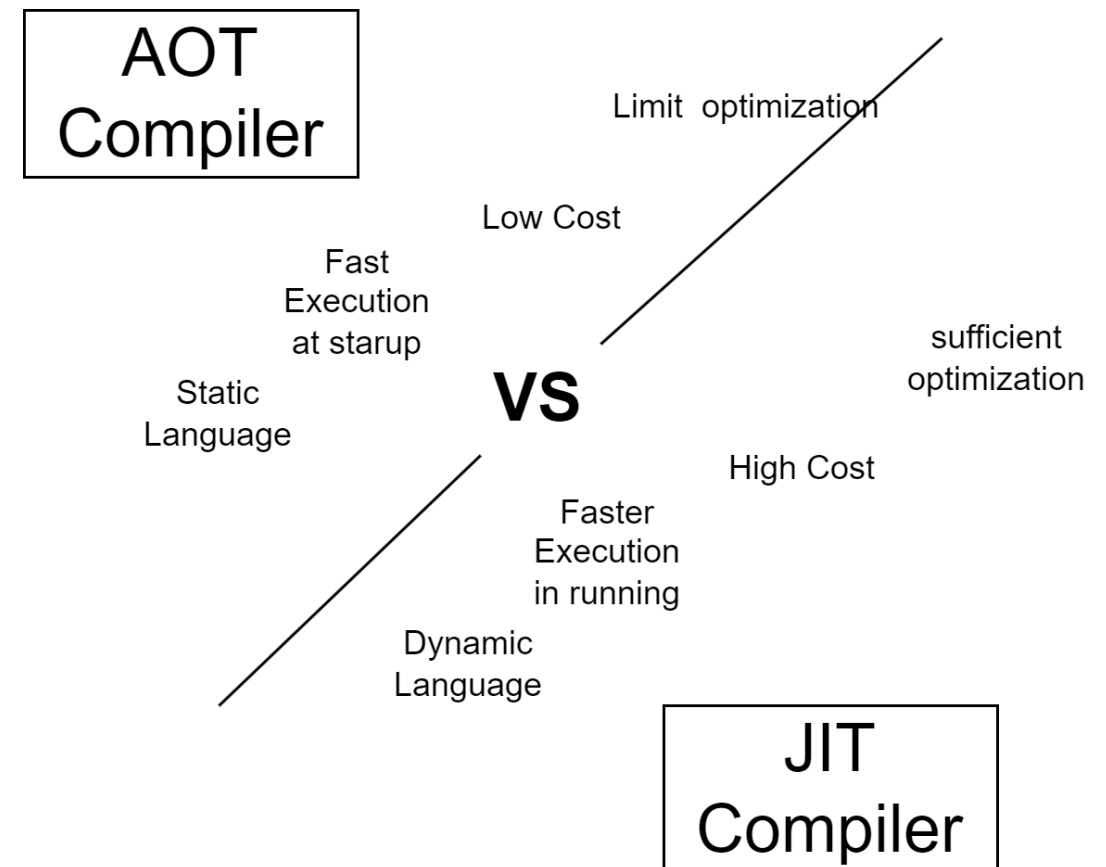 AOT
Compiler
Limit optimization
Low Cost
Fast
Execution
at starup
Static
Language
VS
sufficient
optimization
High Cost
Faster
Execution
in running
Dynamic
Language
JIT
Compiler